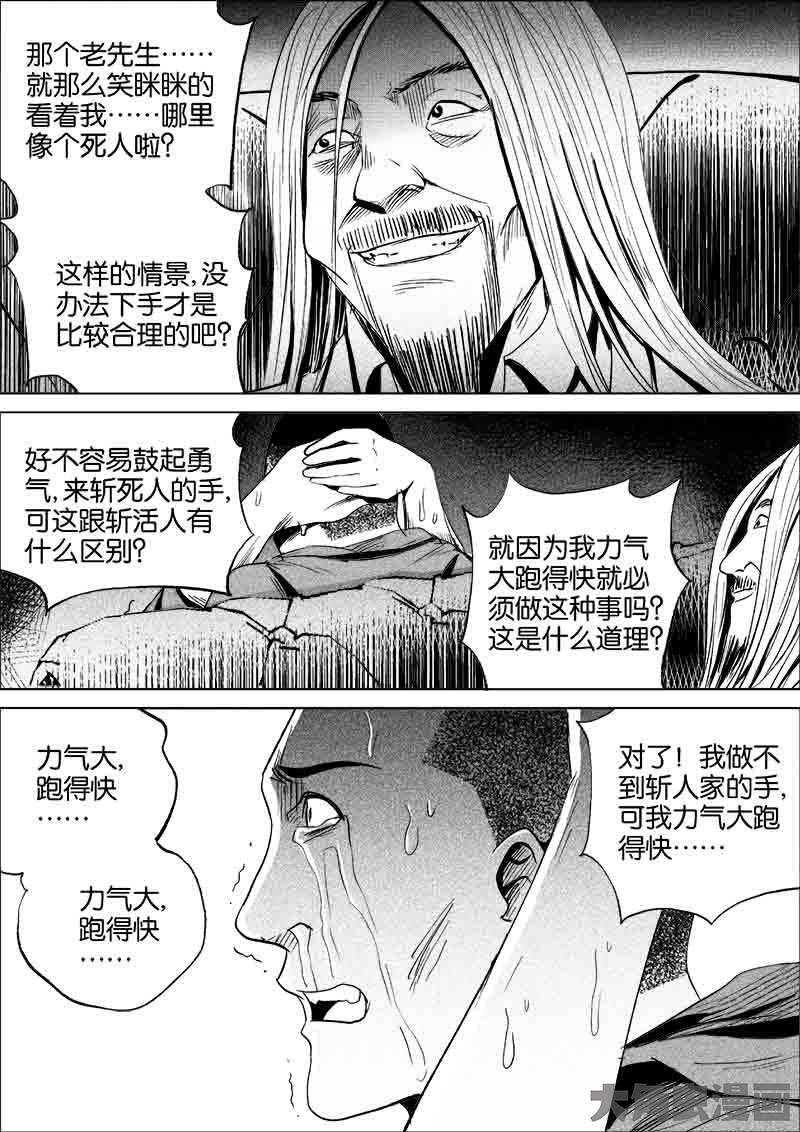 那个老先生……
就那么笑眯眯的
看着我……哪里
像个死人啦？
这样的情景，没
办法下手才是
比较合理的吧？
好不容易鼓起勇
气，来斩死人的手，
可这跟斩活人有
什么区别？
就因为我力气
大跑得快就必
须做这种事吗？
这是什么道理？
力气大，
跑得快
……
力气大，
跑得快
……
对了！我做不
到斩人家的手，
可我力气大跑
得快……